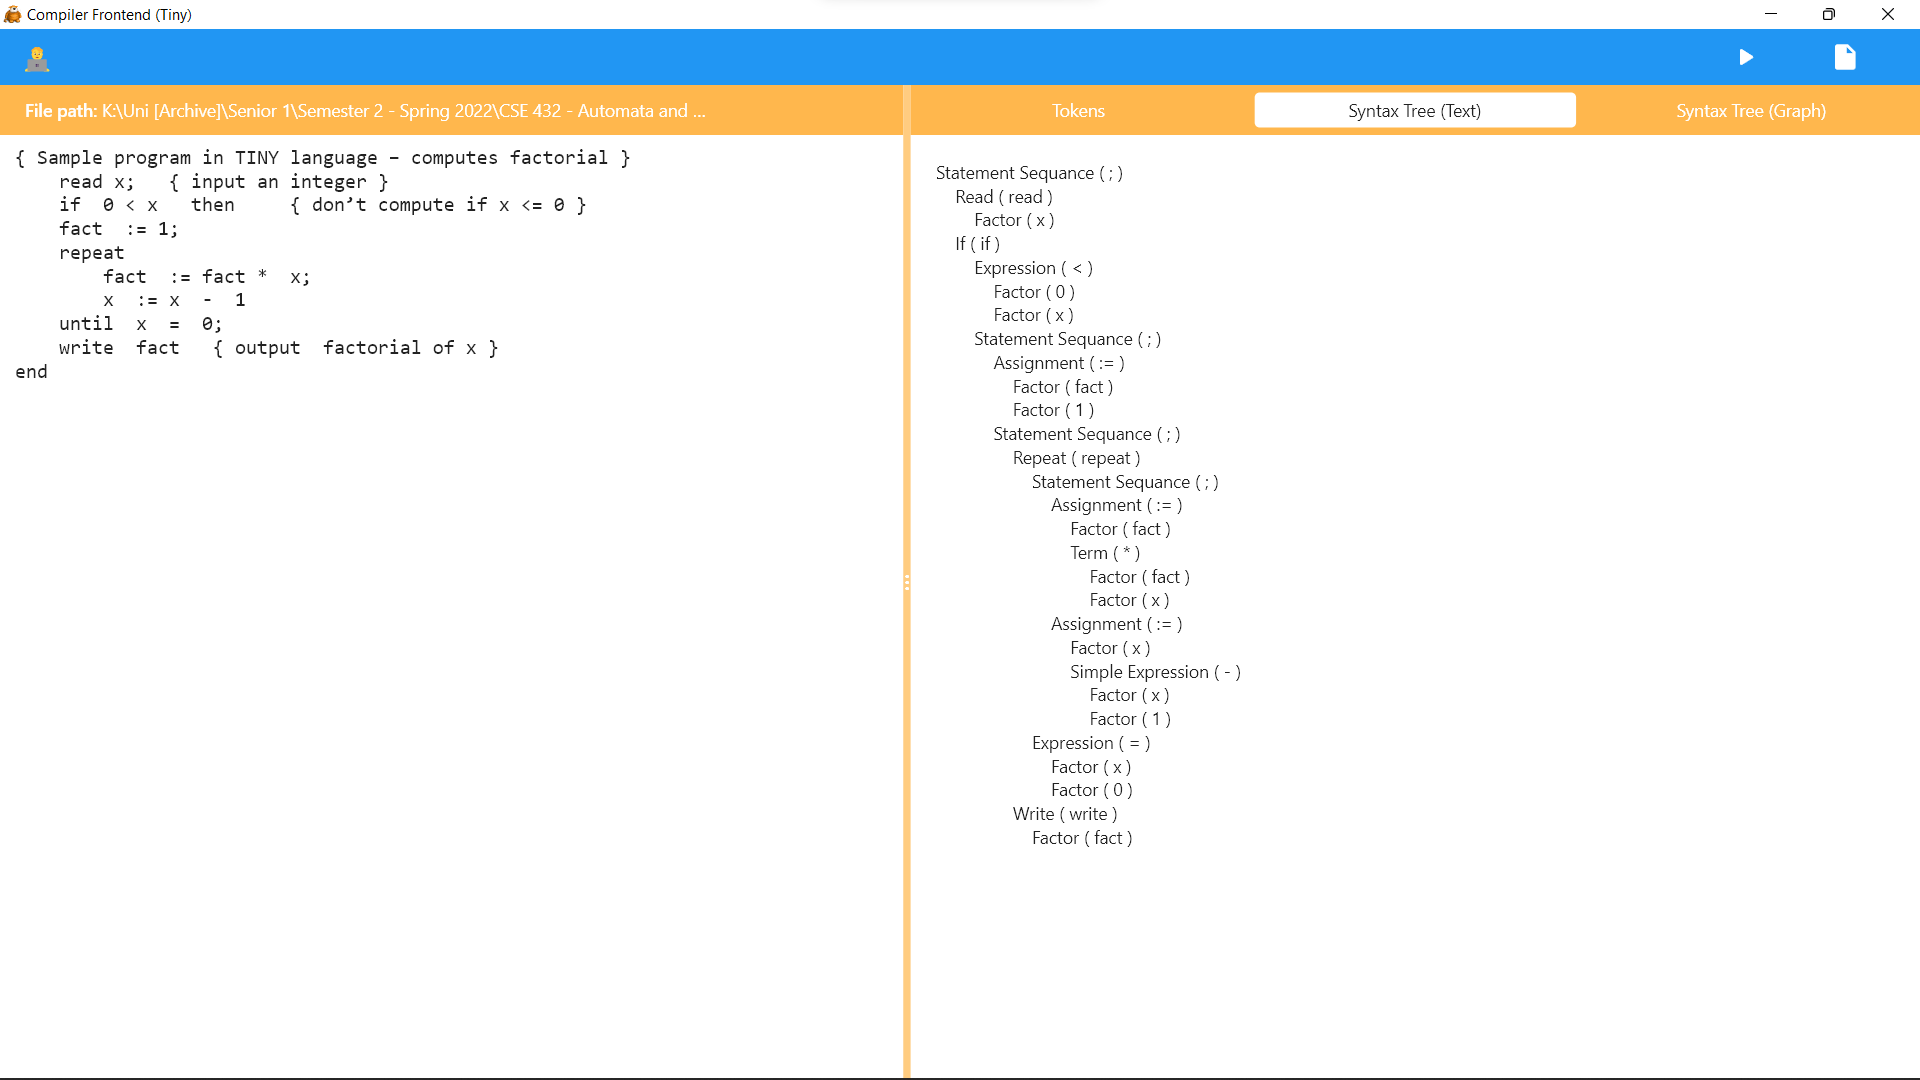 Compiler Frontend (Tiny)
File path: K:\Uni [Archive]\Senior 1\Semester 2 - Spring 2022\CSE 432 - Automata and ...
{ Sample program in TINY language – computes factorial }
    read x;   { input an integer }
    if  0 < x   then     { don’t compute if x <= 0 }
    fact  := 1;
    repeat
        fact  := fact *  x;
        x  := x  -  1
    until  x  =  0;
    write  fact   { output  factorial of x }
end
Tokens
Syntax Tree (Text)
Syntax Tree (Graph)
Statement Sequance ( ; )
  Read ( read )
    Factor ( x )
  If ( if )
    Expression ( < )
      Factor ( 0 )
      Factor ( x )
    Statement Sequance ( ; )
      Assignment ( := )
        Factor ( fact )
        Factor ( 1 )
      Statement Sequance ( ; )
        Repeat ( repeat )
          Statement Sequance ( ; )
            Assignment ( := )
              Factor ( fact )
              Term ( * )
                Factor ( fact )
                Factor ( x )
            Assignment ( := )
              Factor ( x )
              Simple Expression ( - )
                Factor ( x )
                Factor ( 1 )
          Expression ( = )
            Factor ( x )
            Factor ( 0 )
        Write ( write )
          Factor ( fact )